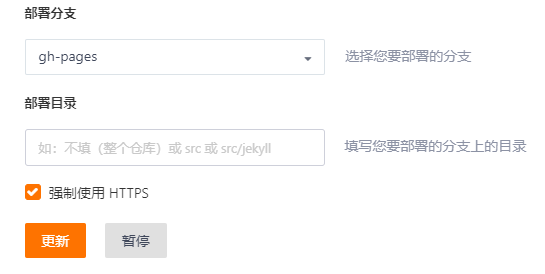 部署分支
gh-pages
选择您要部署的分支
部署目录
如：不填（整个仓库）或 src 或 src/jekyll
填写您要部署的分支上的目录
强制使用 HTTPS
更新
暂停